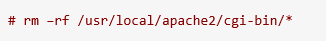 # rm –rf /usr/local/apache2/cgi-bin/*